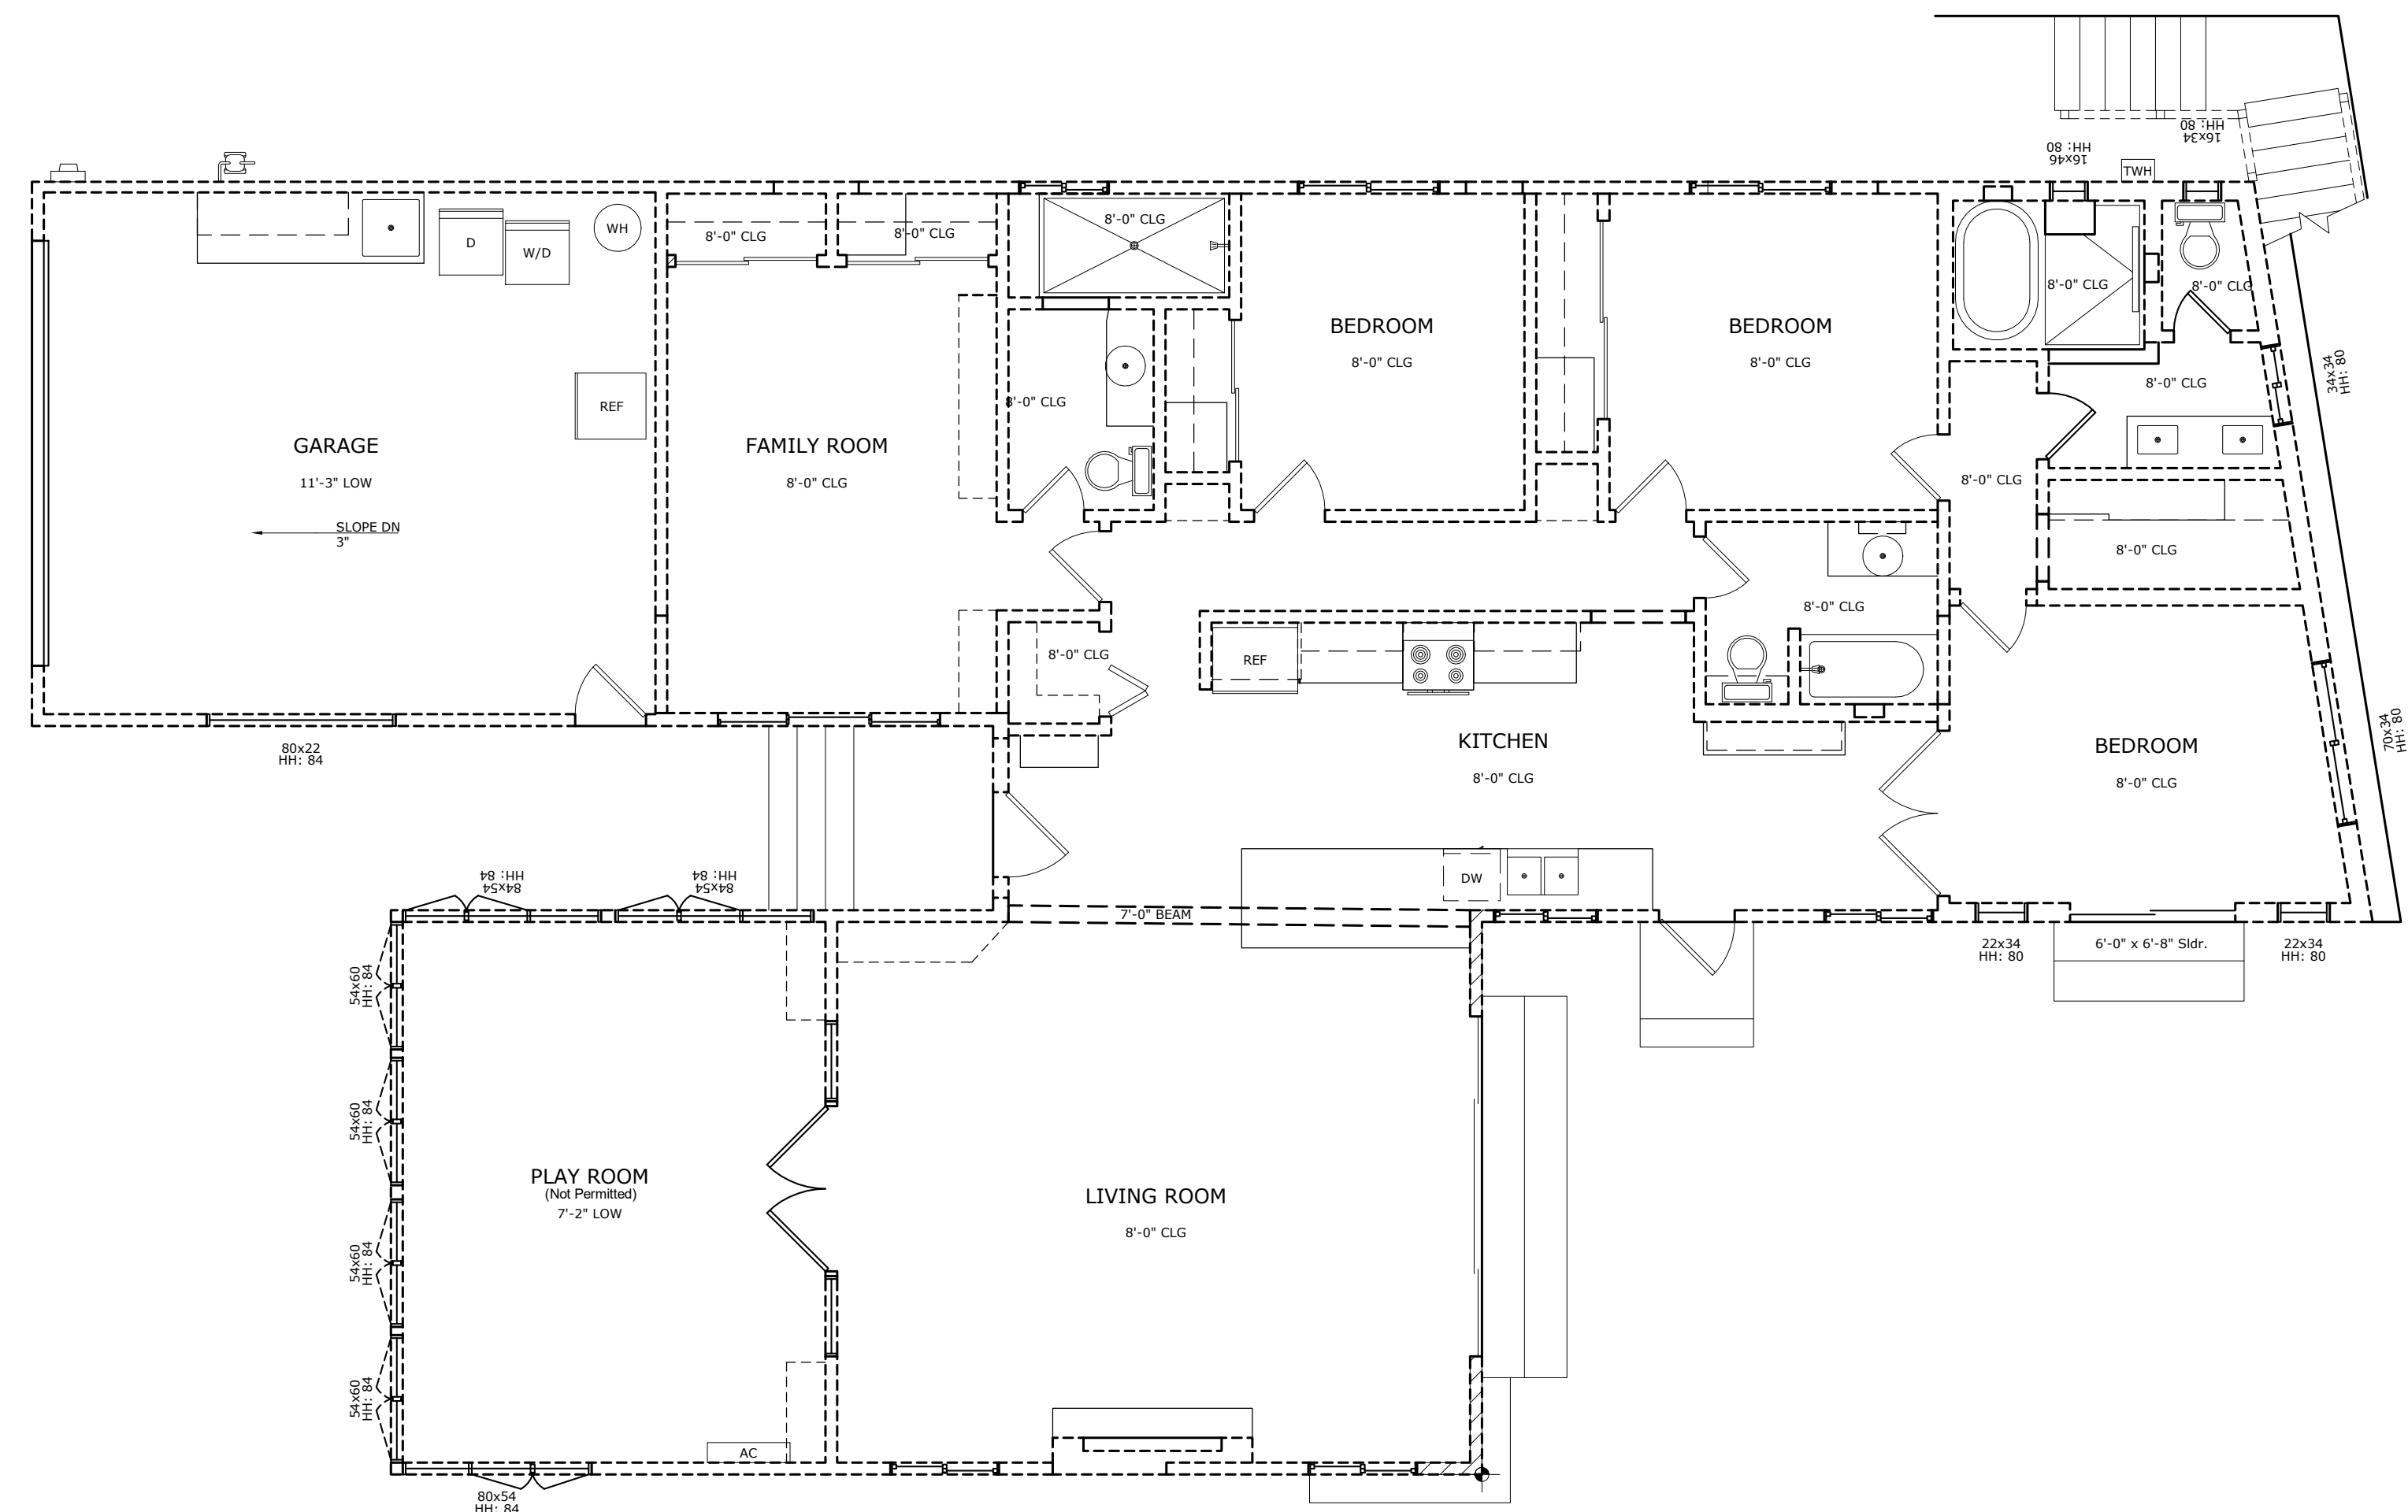 16x34
HH: 80
16x46
HH: 80
TWH
8'-0" CLG
D
W/D
WH
8'-0" CLG
8'-0" CLG
8'-0" CLG
8'-0" CLG
BEDROOM
8'-0" CLG
BEDROOM
8'-0" CLG
34x34
HH: 80
8'-0" CLG
REF
8'-0" CLG
GARAGE
11'-3" LOW
SLOPE DN
3"
FAMILY ROOM
8'-0" CLG
8'-0" CLG
8'-0" CLG
8'-0" CLG
8'-0" CLG
REF
80x22
HH: 84
KITCHEN
8'-0" CLG
BEDROOM
8'-0" CLG
70x34
HH: 80
84x54
HH: 84
84x54
HH: 84
DW
7'-0" BEAM
22x34
HH: 80
6'-0" x 6'-8" Sldr.
22x34
HH: 80
54x60
HH: 84
54x60
HH: 84
54x60
HH: 84
54x60
HH: 84
PLAY ROOM
(Not Permitted)
7'-2" LOW
LIVING ROOM
8'-0" CLG
AC
80x54
HH: 84